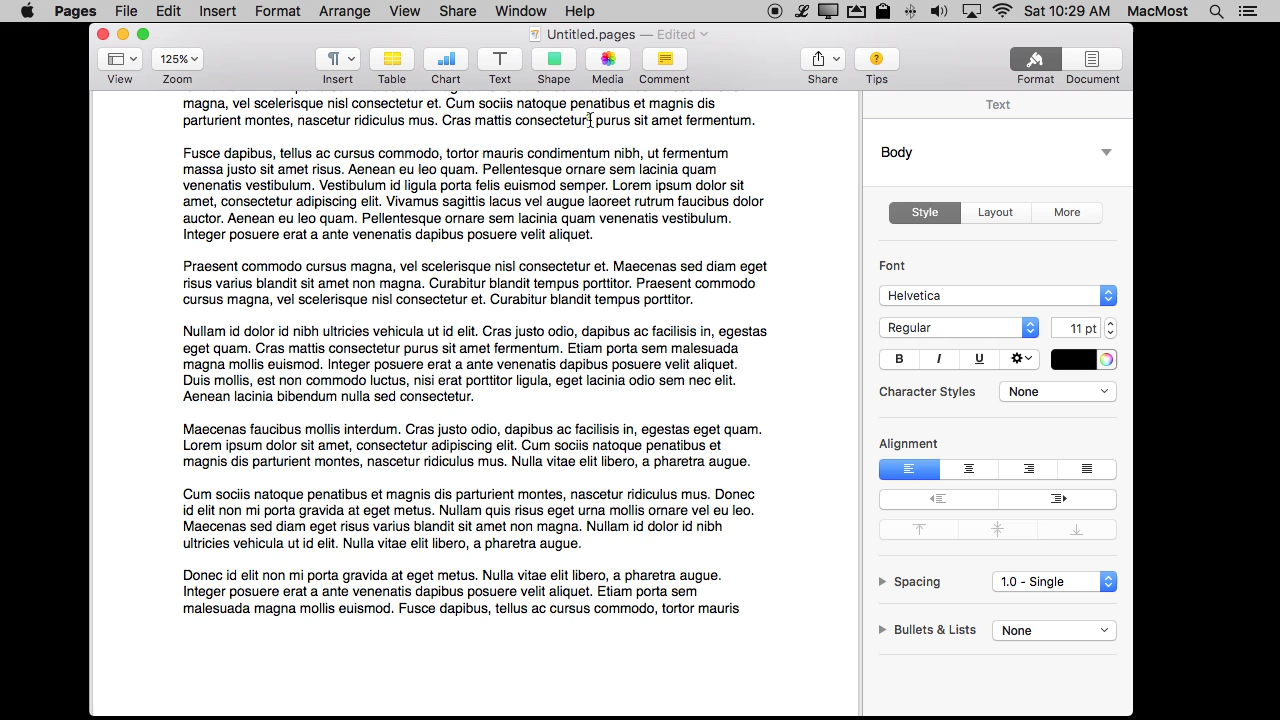 Pages File Edit Insert Format Arrange View Share Window Help Sat 10:29 AM MacMost
Untitled.pages — Edited
125%
View Zoom Insert Table Chart Text Shape Media Comment Share Tips Format Document
magna, vel scelerisque nisl consectetur et. Cum sociis natoque penatibus et magnis dis
parturient montes, nascetur ridiculus mus. Cras mattis consectetur purus sit amet fermentum.
Fusce dapibus, tellus ac cursus commodo, tortor mauris condimentum nibh, ut fermentum
massa justo sit amet risus. Aenean eu leo quam. Pellentesque ornare sem lacinia quam
venenatis vestibulum. Vestibulum id ligula porta felis euismod semper. Lorem ipsum dolor sit
amet, consectetur adipiscing elit. Vivamus sagittis lacus vel augue laoreet rutrum faucibus dolor
auctor. Aenean eu leo quam. Pellentesque ornare sem lacinia quam venenatis vestibulum.
Integer posuere erat a ante venenatis dapibus posuere velit aliquet.
Praesent commodo cursus magna, vel scelerisque nisl consectetur et. Maecenas sed diam eget
risus varius blandit sit amet non magna. Curabitur blandit tempus porttitor. Praesent commodo
cursus magna, vel scelerisque nisl consectetur et. Curabitur blandit tempus porttitor.
Nullam id dolor id nibh ultricies vehicula ut id elit. Cras justo odio, dapibus ac facilisis in, egestas
eget quam. Cras mattis consectetur purus sit amet fermentum. Etiam porta sem malesuada
magna mollis euismod. Integer posuere erat a ante venenatis dapibus posuere velit aliquet.
Duis mollis, est non commodo luctus, nisi erat porttitor ligula, eget lacinia odio sem nec elit.
Aenean lacinia bibendum nulla sed consectetur.
Maecenas faucibus mollis interdum. Cras justo odio, dapibus ac facilisis in, egestas eget quam.
Lorem ipsum dolor sit amet, consectetur adipiscing elit. Cum sociis natoque penatibus et
magnis dis parturient montes, nascetur ridiculus mus. Nulla vitae elit libero, a pharetra augue.
Cum sociis natoque penatibus et magnis dis parturient montes, nascetur ridiculus mus. Donec
id elit non mi porta gravida at eget metus. Nullam quis risus eget urna mollis ornare vel eu leo.
Maecenas sed diam eget risus varius blandit sit amet non magna. Nullam id dolor id nibh
ultricies vehicula ut id elit. Nulla vitae elit libero, a pharetra augue.
Donec id elit non mi porta gravida at eget metus. Nulla vitae elit libero, a pharetra augue.
Integer posuere erat a ante venenatis dapibus posuere velit aliquet. Etiam porta sem
malesuada magna mollis euismod. Fusce dapibus, tellus ac cursus commodo, tortor mauris
Text
Body
Style Layout More
Font
Helvetica
Regular 11 pt
B I U
Character Styles None
Alignment
Spacing 1.0 - Single
Bullets & Lists None